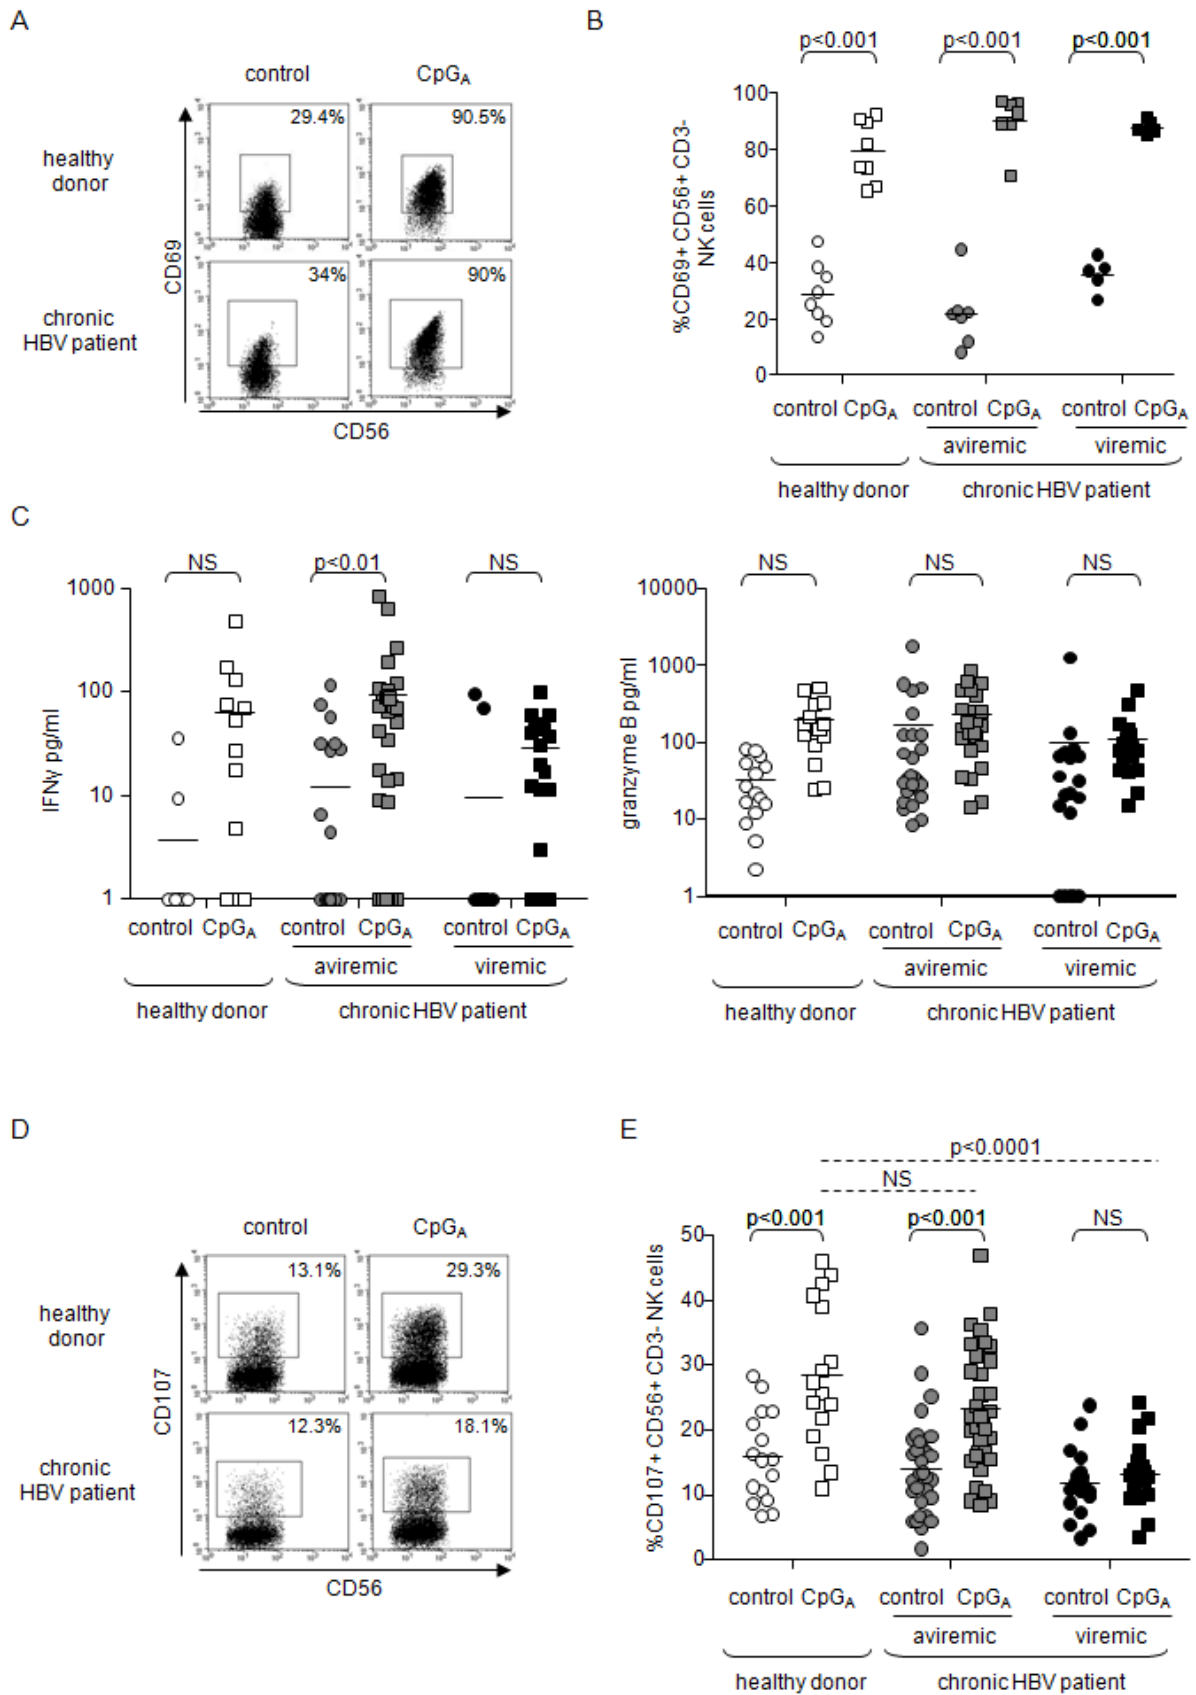 A
control
CpGA
healthy
donor
29.4%
90.5%
CD69
chronic
HBV patient
34%
90%
CD56
B
p<0.001
p<0.001
p<0.001
%CD69+ CD56+ CD3-
NK cells
100
80
60
40
20
0
control CpGA control CpGA control CpGA
aviremic viremic
healthy donor chronic HBV patient
C
NS p<0.01 NS
IFNγ pg/ml
1000
100
10
1
control CpGA control CpGA control CpGA
aviremic viremic
healthy donor chronic HBV patient
NS NS NS
granzyme B pg/ml
10000
1000
100
10
1
control CpGA control CpGA control CpGA
aviremic viremic
healthy donor chronic HBV patient
D
control
CpGA
healthy
donor
13.1%
29.3%
CD107
chronic
HBV patient
12.3%
18.1%
CD56
E
p<0.0001
NS
p<0.001 p<0.001 NS
%CD107+ CD56+ CD3- NK cells
50
40
30
20
10
0
control CpGA control CpGA control CpGA
aviremic viremic
healthy donor chronic HBV patient